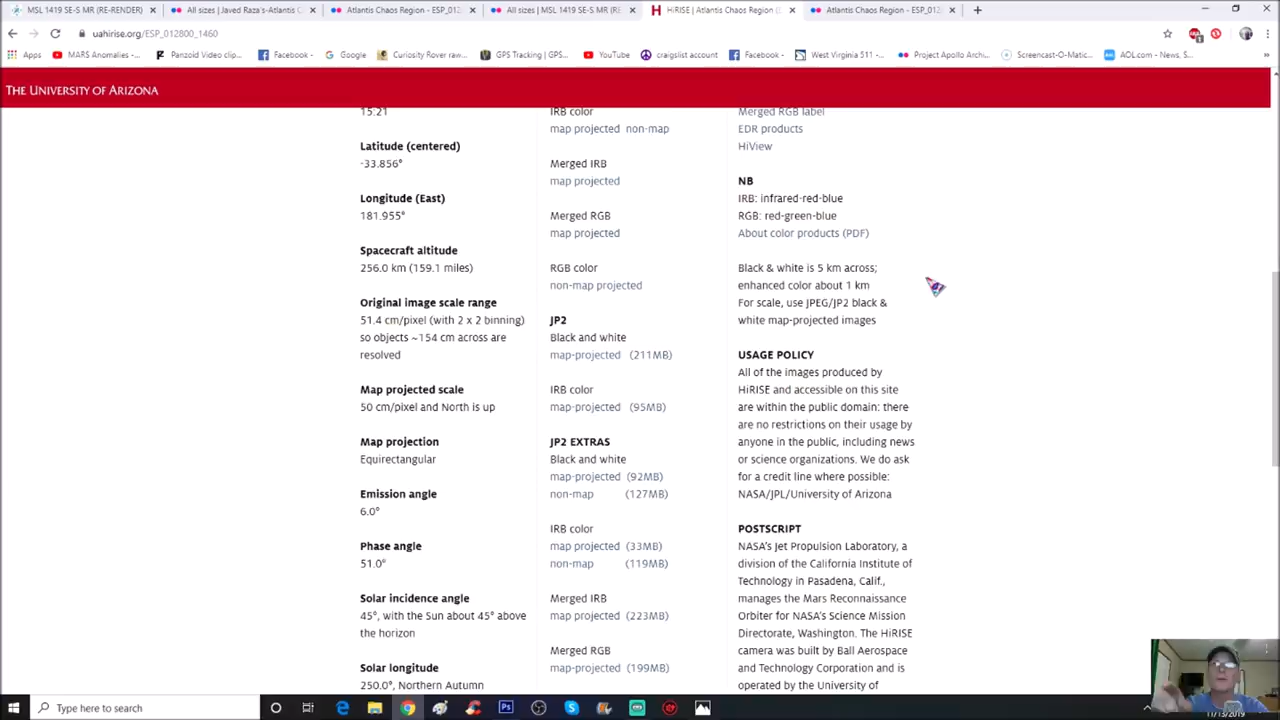 MSL 1419 SE-S MR (RE-RENDER)
All sizes | Javed Raza's-Atlantis C
Atlantis Chaos Region - ESP_012
All sizes | MSL 1419 SE-S MR (RE
HiRISE | Atlantis Chaos Region (
Atlantis Chaos Region - ESP_012
uahirise.org/ESP_012800_1460
Apps
MARS Anomalies -
Panzoid Video clip...
Facebook -
Google
Curiosity Rover raw...
GPS Tracking | GPS...
YouTube
craigslist account
Facebook -
West Virginia 511 -...
Project Apollo Archi...
Screencast-O-Matic...
AOL.com - News, S...
THE UNIVERSITY OF ARIZONA
15:21
Latitude (centered)
-33.856°
Longitude (East)
181.955°
Spacecraft altitude
256.0 km (159.1 miles)
Original image scale range
51.4 cm/pixel (with 2 x 2 binning)
so objects ~154 cm across are
resolved
Map projected scale
50 cm/pixel and North is up
Map projection
Equirectangular
Emission angle
6.0°
Phase angle
51.0°
Solar incidence angle
45°, with the Sun about 45° above
the horizon
Solar longitude
250.0°, Northern Autumn
IRB color
map projected non-map
Merged IRB
map projected
Merged RGB
map projected
RGB color
non-map projected
JP2
Black and white
map-projected (211MB)
IRB color
map-projected (95MB)
JP2 EXTRAS
Black and white
map-projected (92MB)
non-map (127MB)
IRB color
map projected (33MB)
non-map (119MB)
Merged IRB
map projected (223MB)
Merged RGB
map-projected (199MB)
Merged RGB label
EDR products
HiView
NB
IRB: infrared-red-blue
RGB: red-green-blue
About color products (PDF)
Black & white is 5 km across;
enhanced color about 1 km
For scale, use JPEG/JP2 black &
white map-projected images
USAGE POLICY
All of the images produced by
HiRISE and accessible on this site
are within the public domain: there
are no restrictions on their usage by
anyone in the public, including news
or science organizations. We do ask
for a credit line where possible:
NASA/JPL/University of Arizona
POSTSCRIPT
NASA's Jet Propulsion Laboratory, a
division of the California Institute of
Technology in Pasadena, Calif.,
manages the Mars Reconnaissance
Orbiter for NASA's Science Mission
Directorate, Washington. The HiRISE
camera was built by Ball Aerospace
and Technology Corporation and is
operated by the University of
Type here to search
11/13/2019